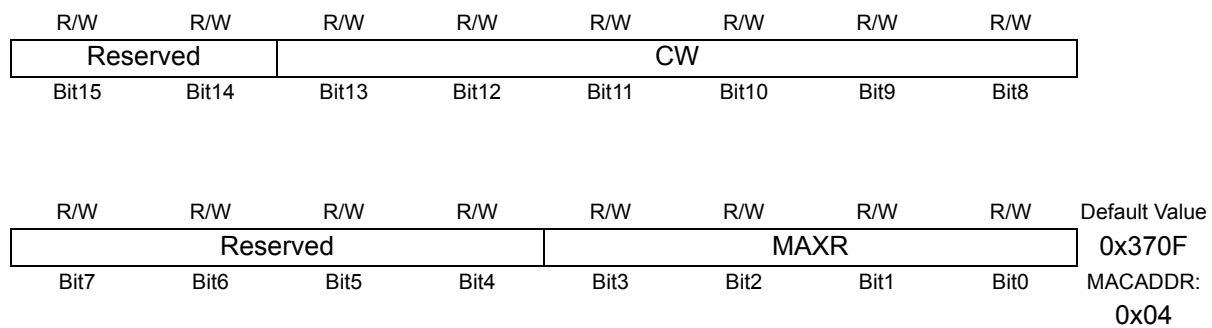 R/W R/W R/W R/W R/W R/W R/W R/W
Reserved CW
Bit15 Bit14 Bit13 Bit12 Bit11 Bit10 Bit9 Bit8
R/W R/W R/W R/W R/W R/W R/W R/W Default Value
Reserved MAXR 0x370F
Bit7 Bit6 Bit5 Bit4 Bit3 Bit2 Bit1 Bit0 MACADDR:
0x04